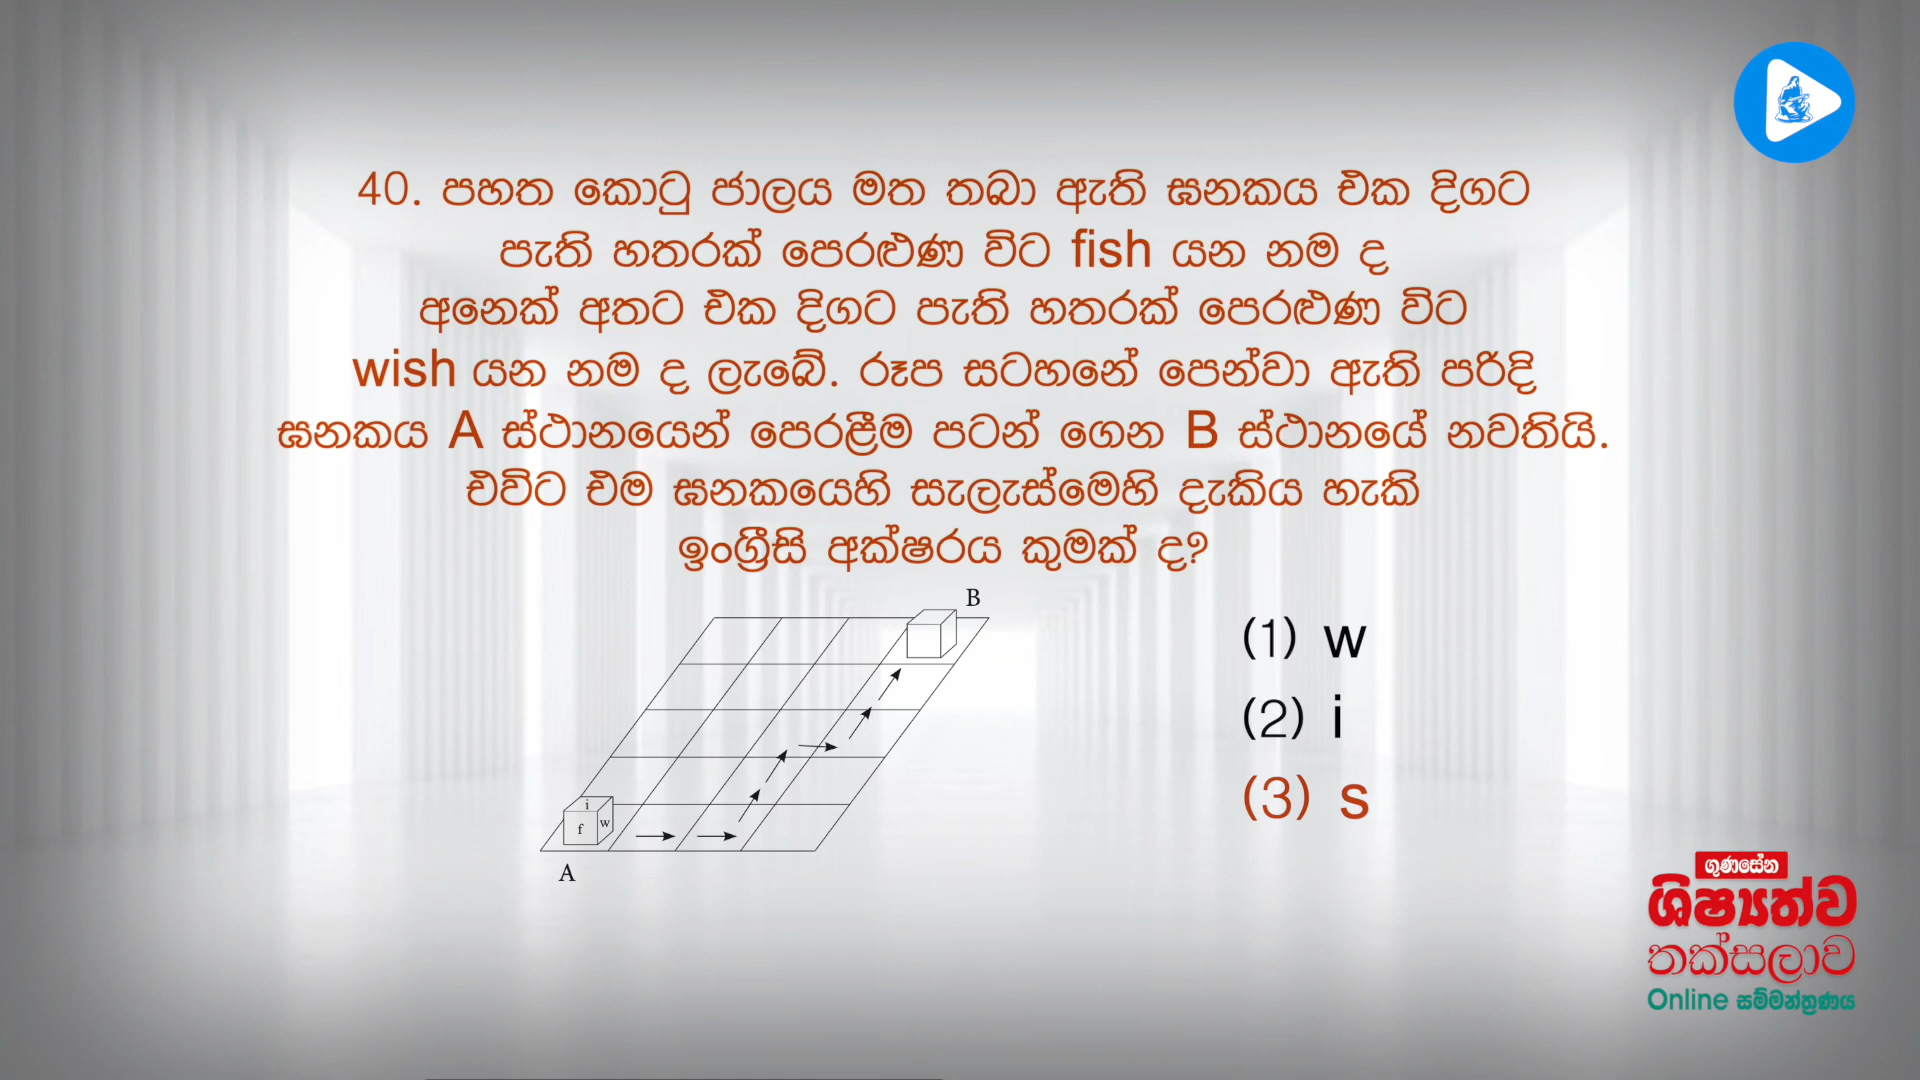 40. පහත කොටු ජාලය මත තබා ඇති ඝනකය එක දිගට
පැති හතරක් පෙරළුණ විට fish යන නම ද
අනෙක් අතට එක දිගට පැති හතරක් පෙරළුණ විට
wish යන නම ද ලැබේ. රූප සටහනේ පෙන්වා ඇති පරිදි
ඝනකය A ස්ථානයෙන් පෙරළීම පටන් ගෙන B ස්ථානයේ නවතියි.
එවිට එම ඝනකයෙහි සැලැස්මෙහි දැකිය හැකි
ඉංග්‍රීසි අක්ෂරය කුමක් ද?
B
i
f w
A
(1) w
(2) i
(3) s
ගුණසේන
ශිෂ්‍යත්ව
තක්සලාව
Online සම්මන්ත්‍රණය